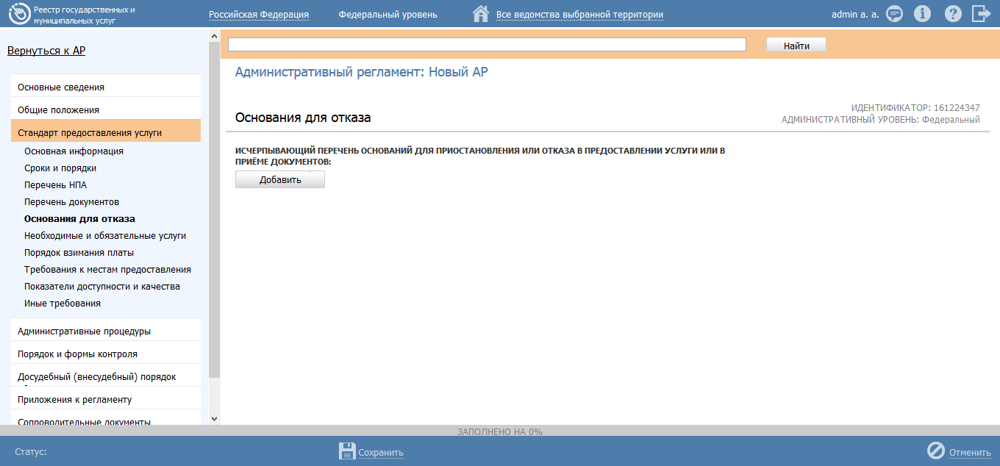 Реестр государственных и
муниципальных услуг
Российская Федерация
Федеральный уровень
Все ведомства выбранной территории
admin a. a.
Вернуться к АР
Найти
Основные сведения
Общие положения
Стандарт предоставления услуги
Основная информация
Сроки и порядки
Перечень НПА
Перечень документов
Основания для отказа
Необходимые и обязательные услуги
Порядок взимания платы
Требования к местам предоставления
Показатели доступности и качества
Иные требования
Административные процедуры
Порядок и формы контроля
Досудебный (внесудебный) порядок
Приложения к регламенту
Сопроводительные документы
Административный регламент: Новый АР
Основания для отказа
ИДЕНТИФИКАТОР: 161224347
АДМИНИСТРАТИВНЫЙ УРОВЕНЬ: Федеральный
ИСЧЕРПЫВАЮЩИЙ ПЕРЕЧЕНЬ ОСНОВАНИЙ ДЛЯ ПРИОСТАНОВЛЕНИЯ ИЛИ ОТКАЗА В ПРЕДОСТАВЛЕНИИ УСЛУГИ ИЛИ В
ПРИЁМЕ ДОКУМЕНТОВ:
Добавить
ЗАПОЛНЕНО НА 0%
Статус:
Сохранить
Отменить